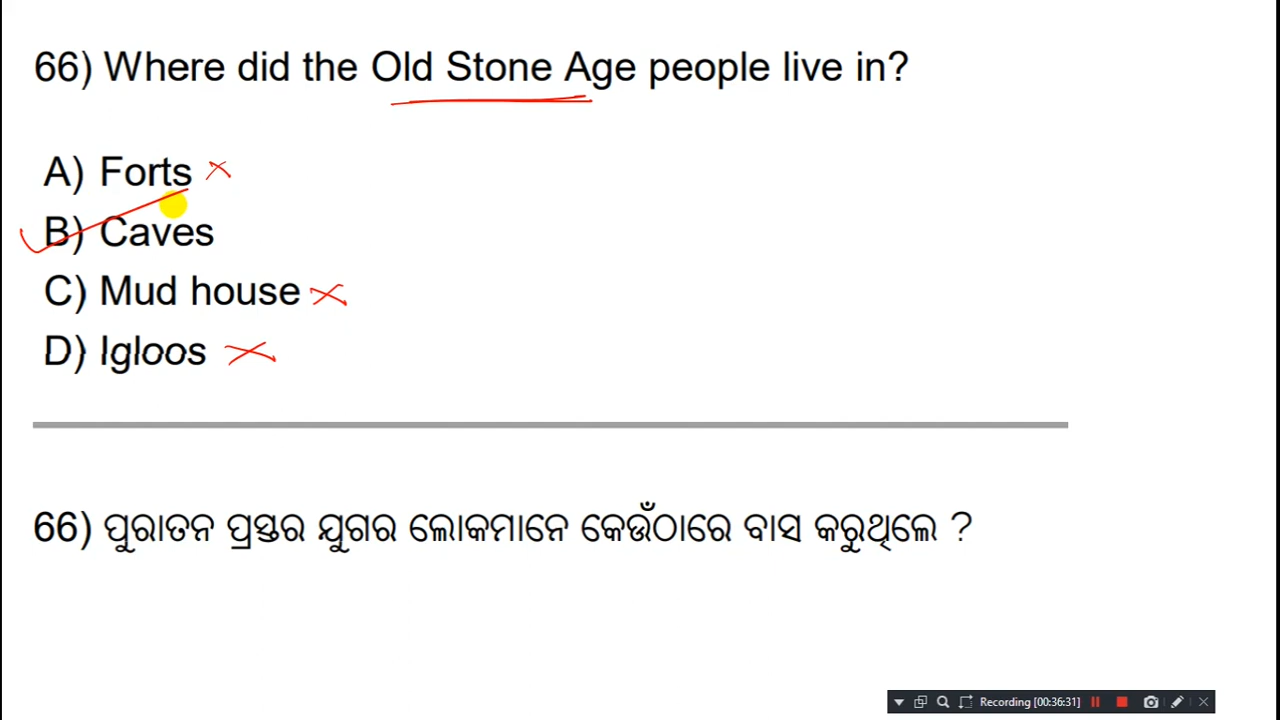 66) Where did the Old Stone Age people live in?
A) Forts
B) Caves
C) Mud house
D) Igloos
66) ପୁରାତନ ପ୍ରସ୍ତର ଯୁଗର ଲୋକମାନେ କେଉଁଠାରେ ବାସ କରୁଥିଲେ ?
Recording [00:36:31]